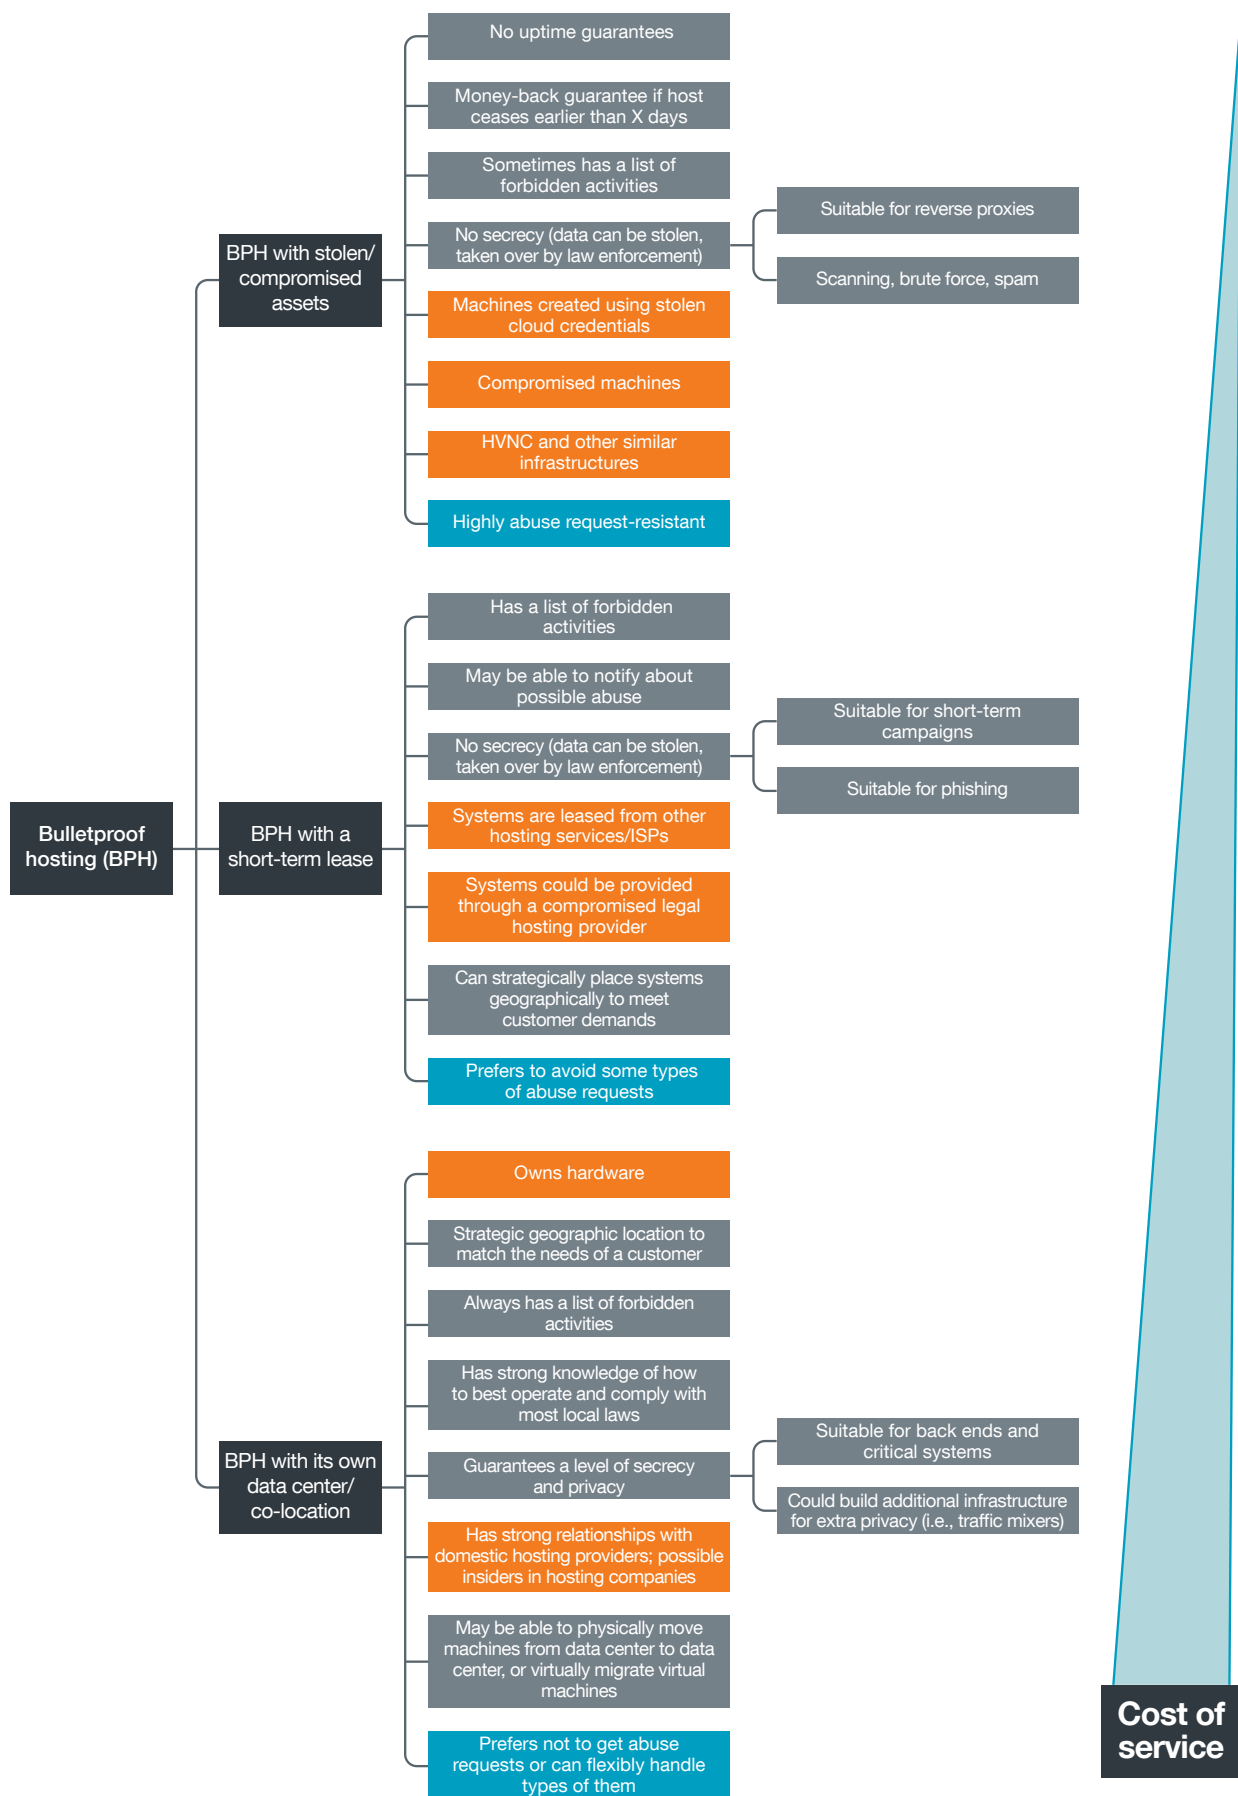 Bulletproof
hosting (BPH)
BPH with stolen/
compromised
assets
No uptime guarantees
Money-back guarantee if host
ceases earlier than X days
Sometimes has a list of
forbidden activities
No secrecy (data can be stolen,
taken over by law enforcement)
Suitable for reverse proxies
Scanning, brute force, spam
Machines created using stolen
cloud credentials
Compromised machines
HVNC and other similar
infrastructures
Highly abuse request-resistant
BPH with a
short-term lease
Has a list of forbidden
activities
May be able to notify about
possible abuse
No secrecy (data can be stolen,
taken over by law enforcement)
Suitable for short-term
campaigns
Suitable for phishing
Systems are leased from other
hosting services/ISPs
Systems could be provided
through a compromised legal
hosting provider
Can strategically place systems
geographically to meet
customer demands
Prefers to avoid some types
of abuse requests
BPH with its own
data center/
co-location
Owns hardware
Strategic geographic location to
match the needs of a customer
Always has a list of forbidden
activities
Has strong knowledge of how
to best operate and comply with
most local laws
Guarantees a level of secrecy
and privacy
Suitable for back ends and
critical systems
Could build additional infrastructure
for extra privacy (i.e., traffic mixers)
Has strong relationships with
domestic hosting providers; possible
insiders in hosting companies
May be able to physically move
machines from data center to data
center, or virtually migrate virtual
machines
Prefers not to get abuse
requests or can flexibly handle
types of them
Cost of
service